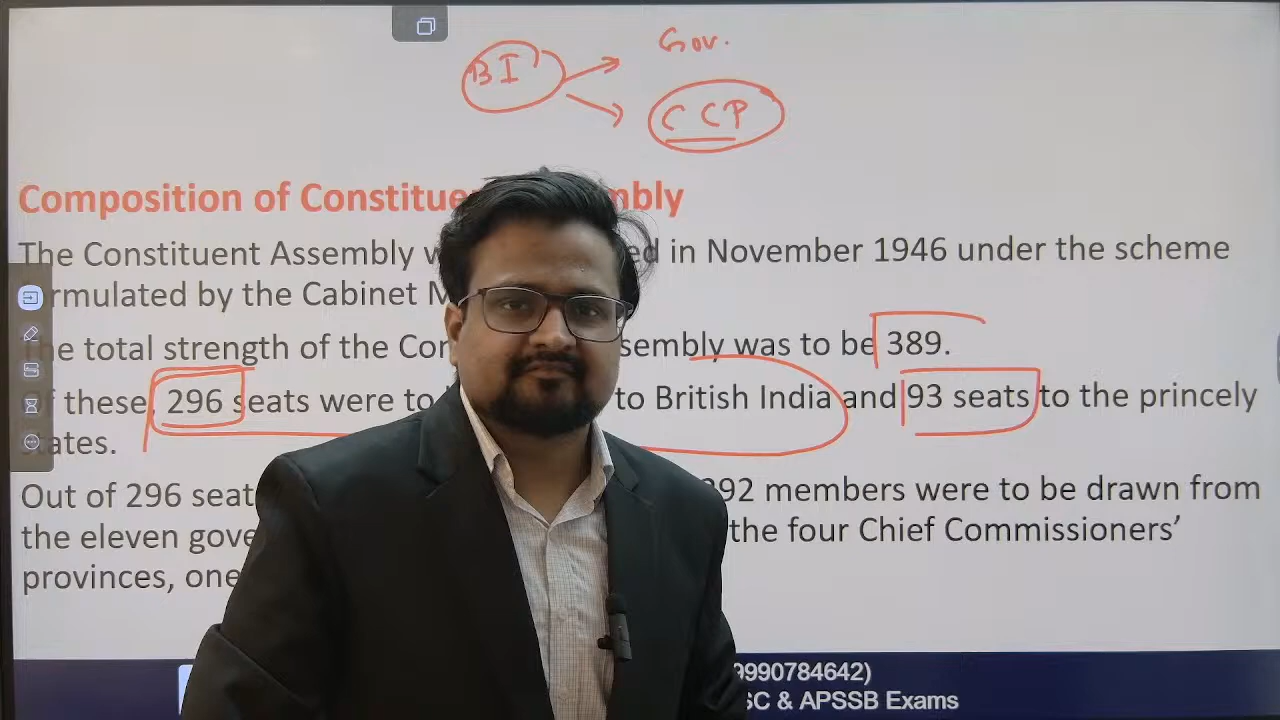 Gov.
BI
CCP
Composition of Constitue mbly
The Constituent Assembly w ed in November 1946 under the scheme
rmulated by the Cabinet M
he total strength of the Con sembly was to be 389.
f these, 296 seats were to to British India and 93 seats to the princely
states.
Out of 296 seat 292 members were to be drawn from
the eleven gove the four Chief Commissioners'
provinces, one
9990784642)
SC & APSSB Exams